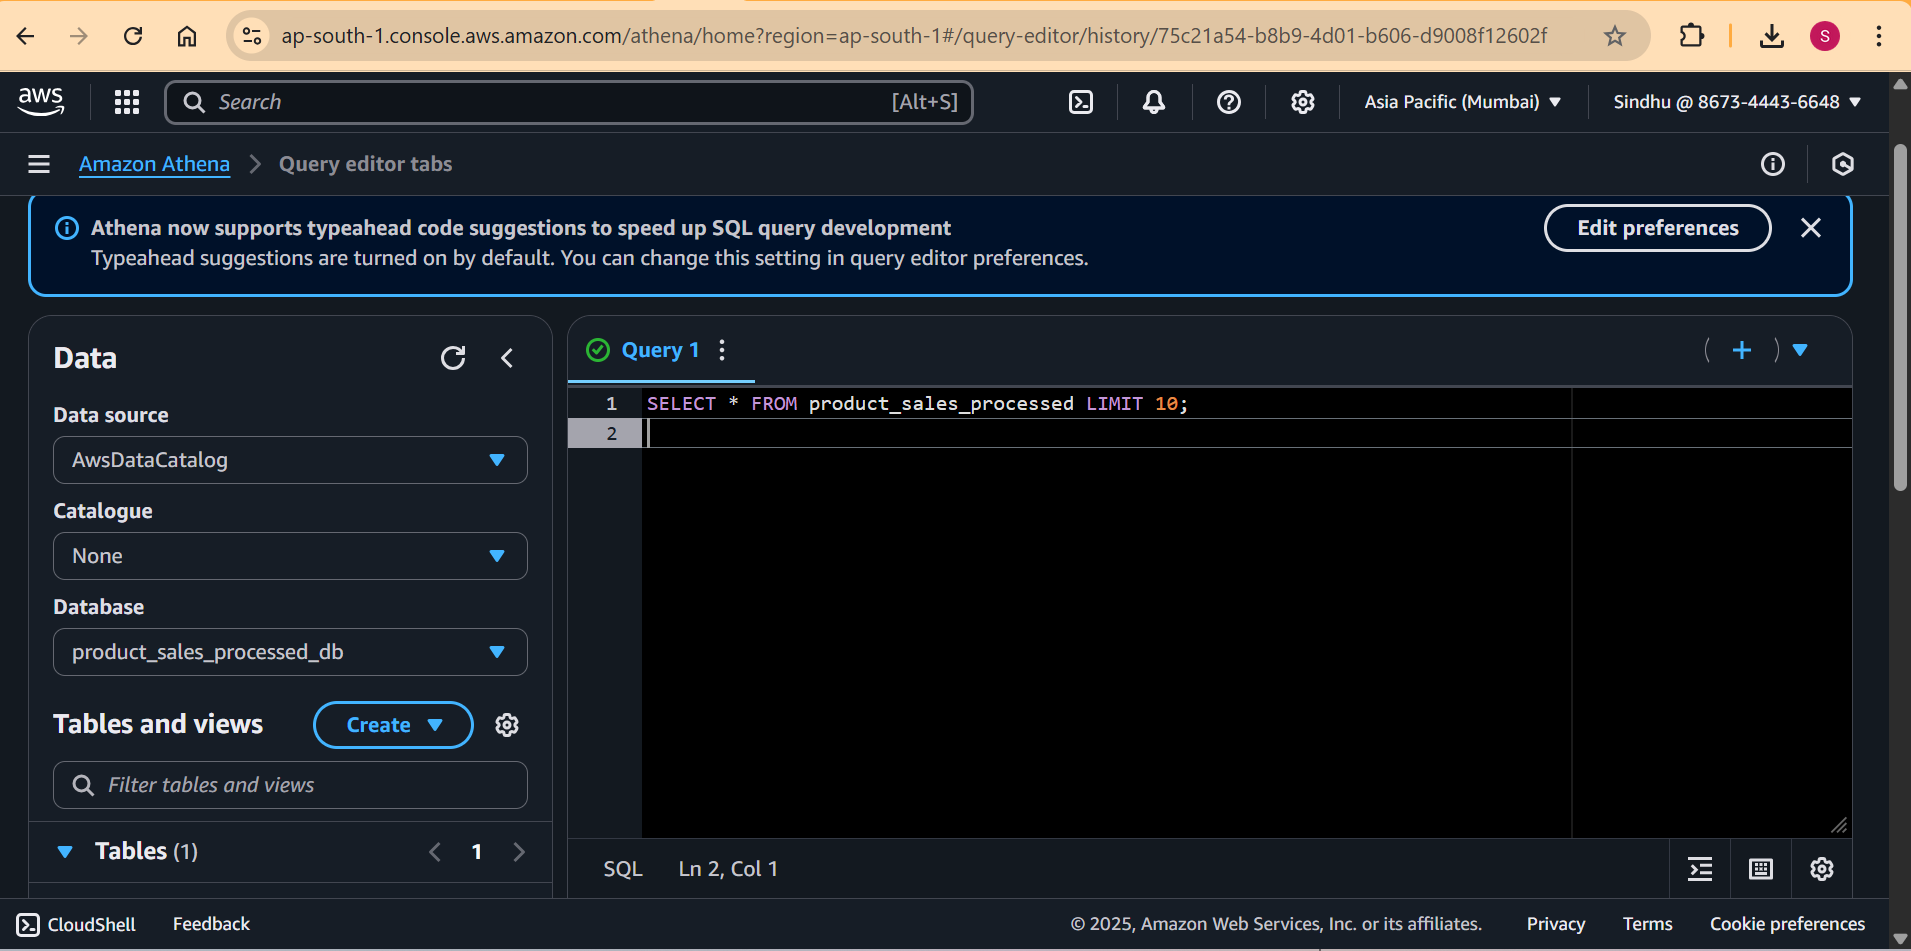 ap-south-1.console.aws.amazon.com/athena/home?region=ap-south-1#/query-editor/history/75c21a54-b8b9-4d01-b606-d9008f12602f
S
aws
Search
[Alt+S]
Asia Pacific (Mumbai)
Sindhu @ 8673-4443-6648
Amazon Athena
Query editor tabs
Athena now supports typeahead code suggestions to speed up SQL query development
Typeahead suggestions are turned on by default. You can change this setting in query editor preferences.
Edit preferences
Data
Data source
AwsDataCatalog
Catalogue
None
Database
product_sales_processed_db
Tables and views
Create
Filter tables and views
Tables (1)
1
Query 1
1 SELECT * FROM product_sales_processed LIMIT 10;
2
SQL
Ln 2, Col 1
CloudShell
Feedback
© 2025, Amazon Web Services, Inc. or its affiliates.
Privacy
Terms
Cookie preferences